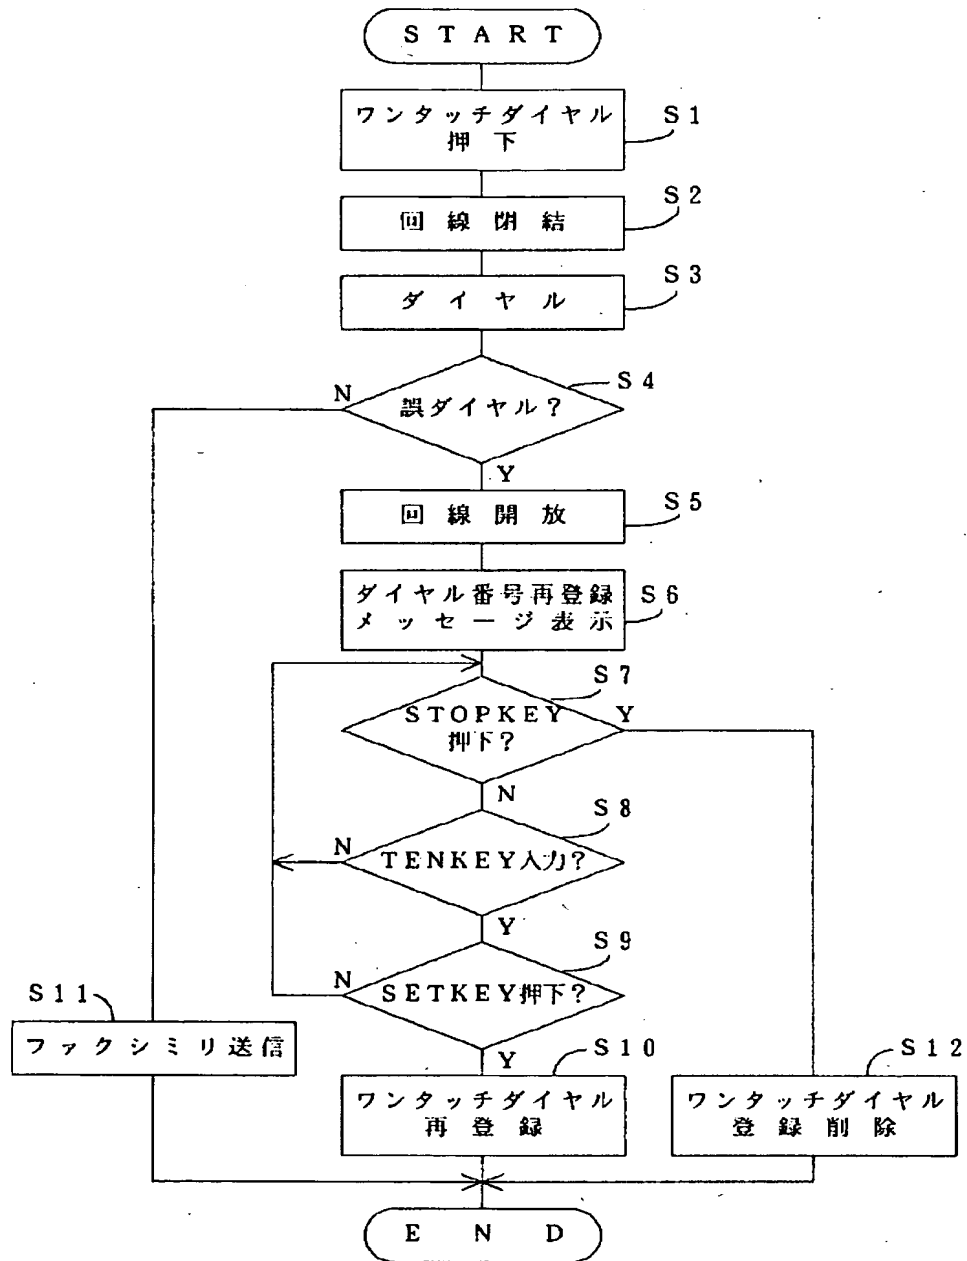 START
ワンタッチダイヤル
押下
S1
回線閉結
S2
ダイヤル
S3
誤ダイヤル？
S4
N
Y
回線開放
S5
ダイヤル番号再登録
メッセージ表示
S6
STOPKEY
押下？
S7
Y
N
TENKEY入力？
S8
N
Y
SETKEY押下？
S9
N
Y
S11
ファクシミリ送信
ワンタッチダイヤル
再登録
S10
ワンタッチダイヤル
登録削除
S12
END